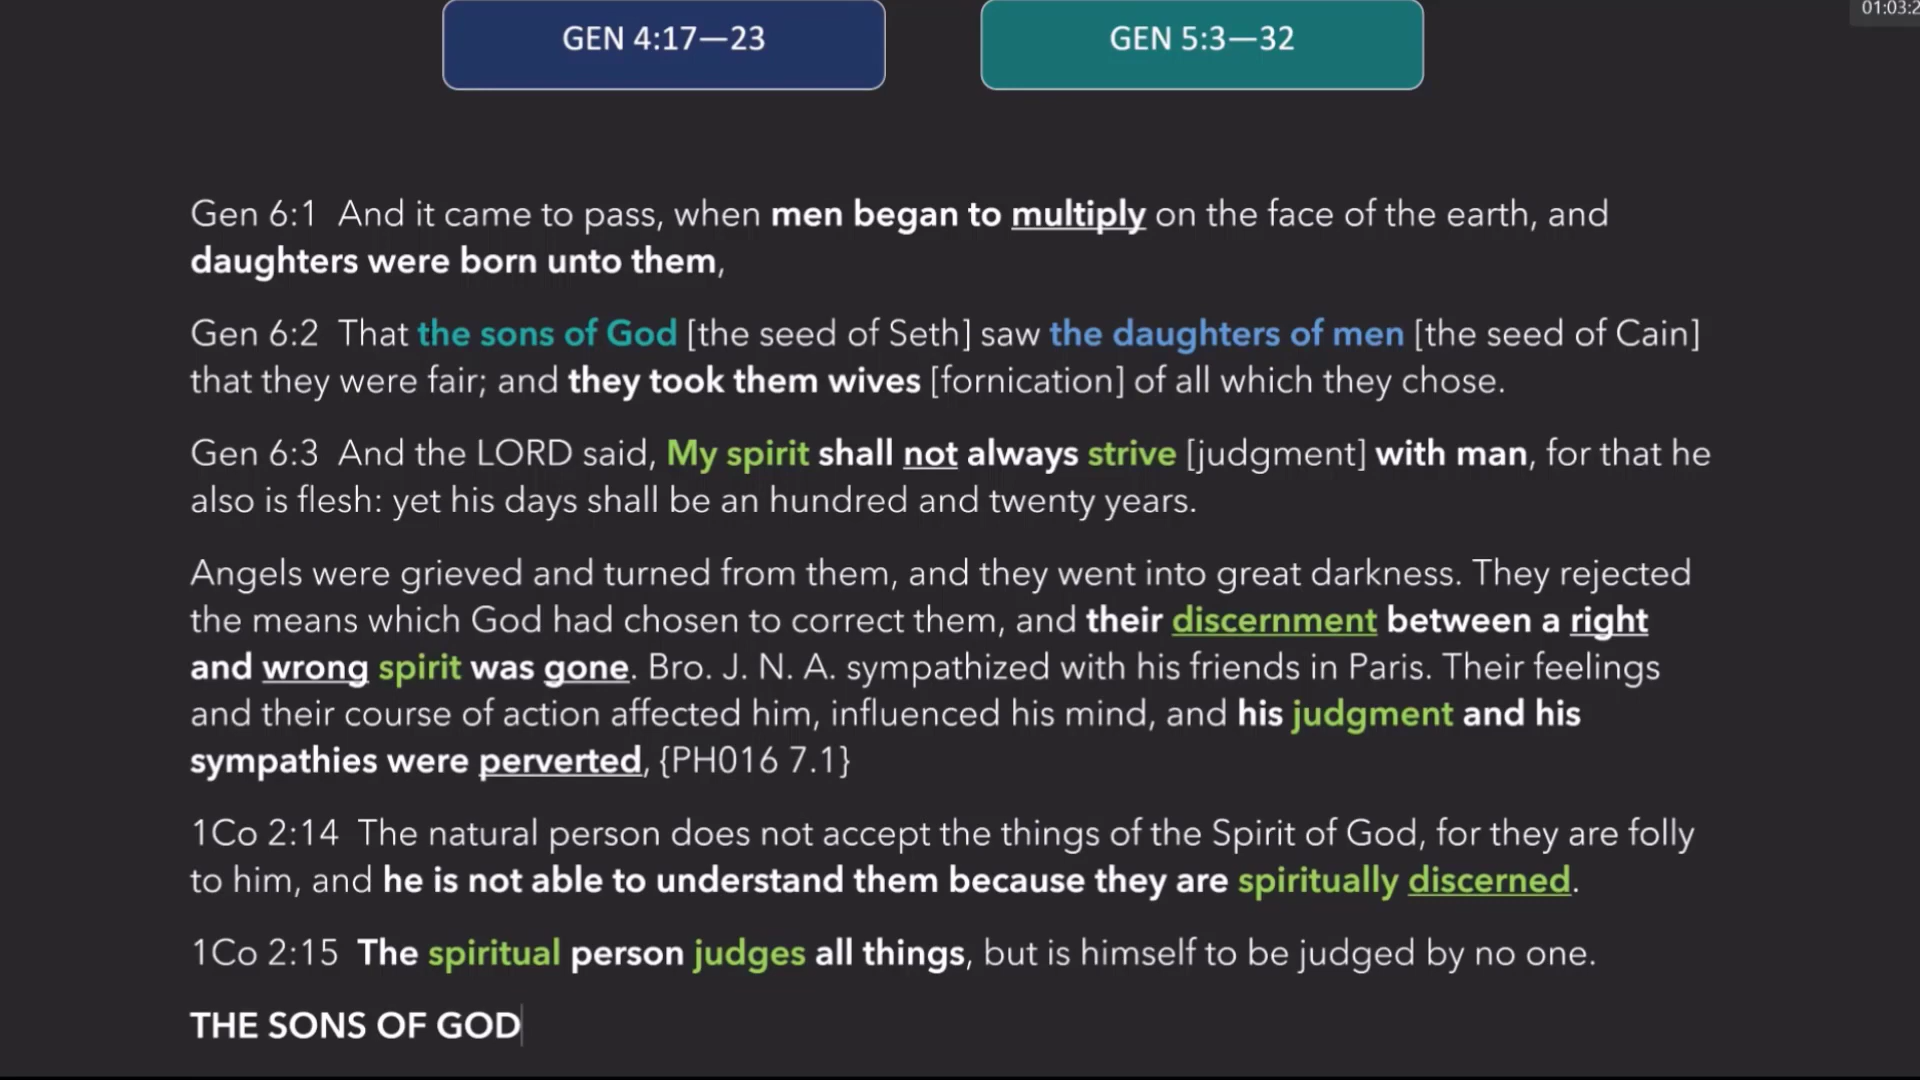 01:03:2
GEN 4:17—23
GEN 5:3—32
Gen 6:1 And it came to pass, when men began to multiply on the face of the earth, and
daughters were born unto them,
Gen 6:2 That the sons of God [the seed of Seth] saw the daughters of men [the seed of Cain]
that they were fair; and they took them wives [fornication] of all which they chose.
Gen 6:3 And the LORD said, My spirit shall not always strive [judgment] with man, for that he
also is flesh: yet his days shall be an hundred and twenty years.
Angels were grieved and turned from them, and they went into great darkness. They rejected
the means which God had chosen to correct them, and their discernment between a right
and wrong spirit was gone. Bro. J. N. A. sympathized with his friends in Paris. Their feelings
and their course of action affected him, influenced his mind, and his judgment and his
sympathies were perverted, {PH016 7.1}
1Co 2:14 The natural person does not accept the things of the Spirit of God, for they are folly
to him, and he is not able to understand them because they are spiritually discerned.
1Co 2:15 The spiritual person judges all things, but is himself to be judged by no one.
THE SONS OF GOD